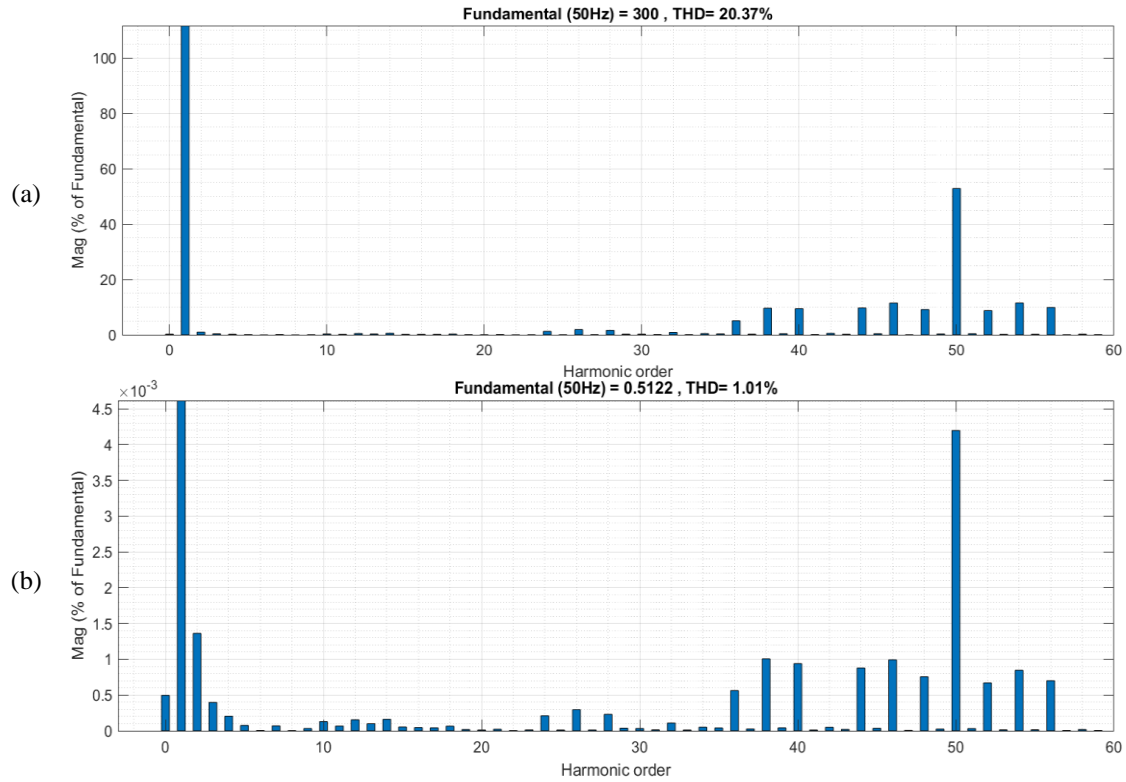 Fundamental (50Hz) = 300 , THD= 20.37%
(a)
Mag (% of Fundamental)
100
80
60
40
20
0
0 10 20 30 40 50 60
Harmonic order
×10-3
Fundamental (50Hz) = 0.5122 , THD= 1.01%
(b)
Mag (% of Fundamental)
4.5
4
3.5
3
2.5
2
1.5
1
0.5
0
0 10 20 30 40 50 60
Harmonic order